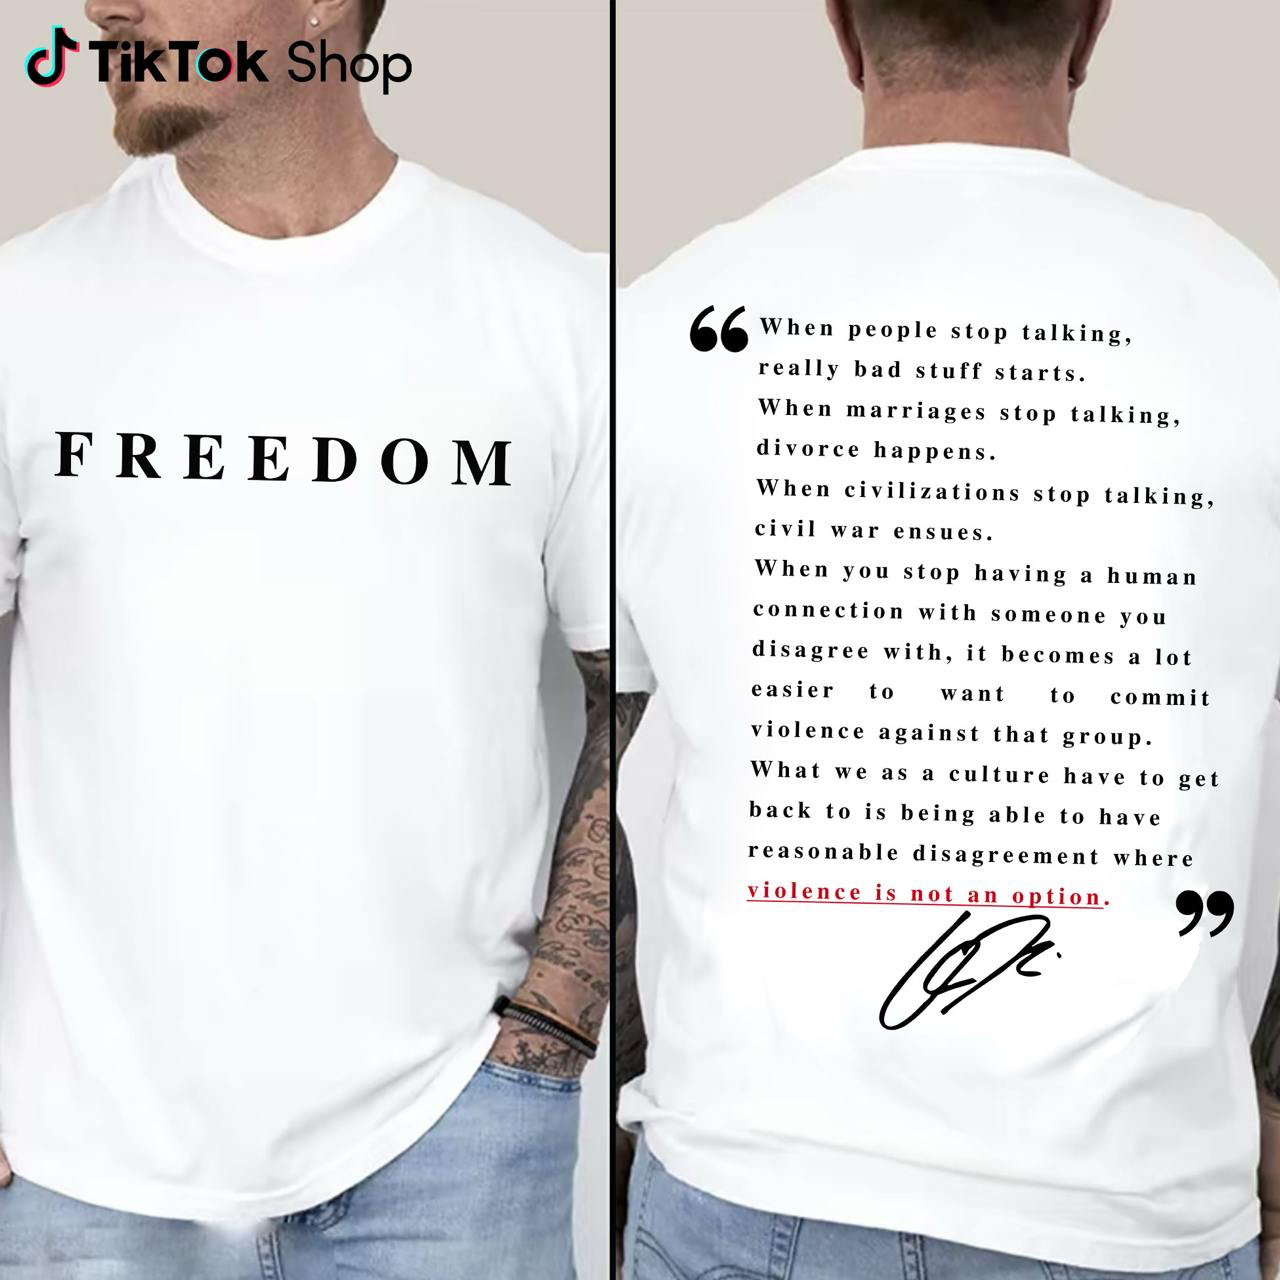 TikTok Shop
FREEDOM
“ When people stop talking,
really bad stuff starts.
When marriages stop talking,
divorce happens.
When civilizations stop talking,
civil war ensues.
When you stop having a human
connection with someone you
disagree with, it becomes a lot
easier to want to commit
violence against that group.
What we as a culture have to get
back to is being able to have
reasonable disagreement where
violence is not an option. ”